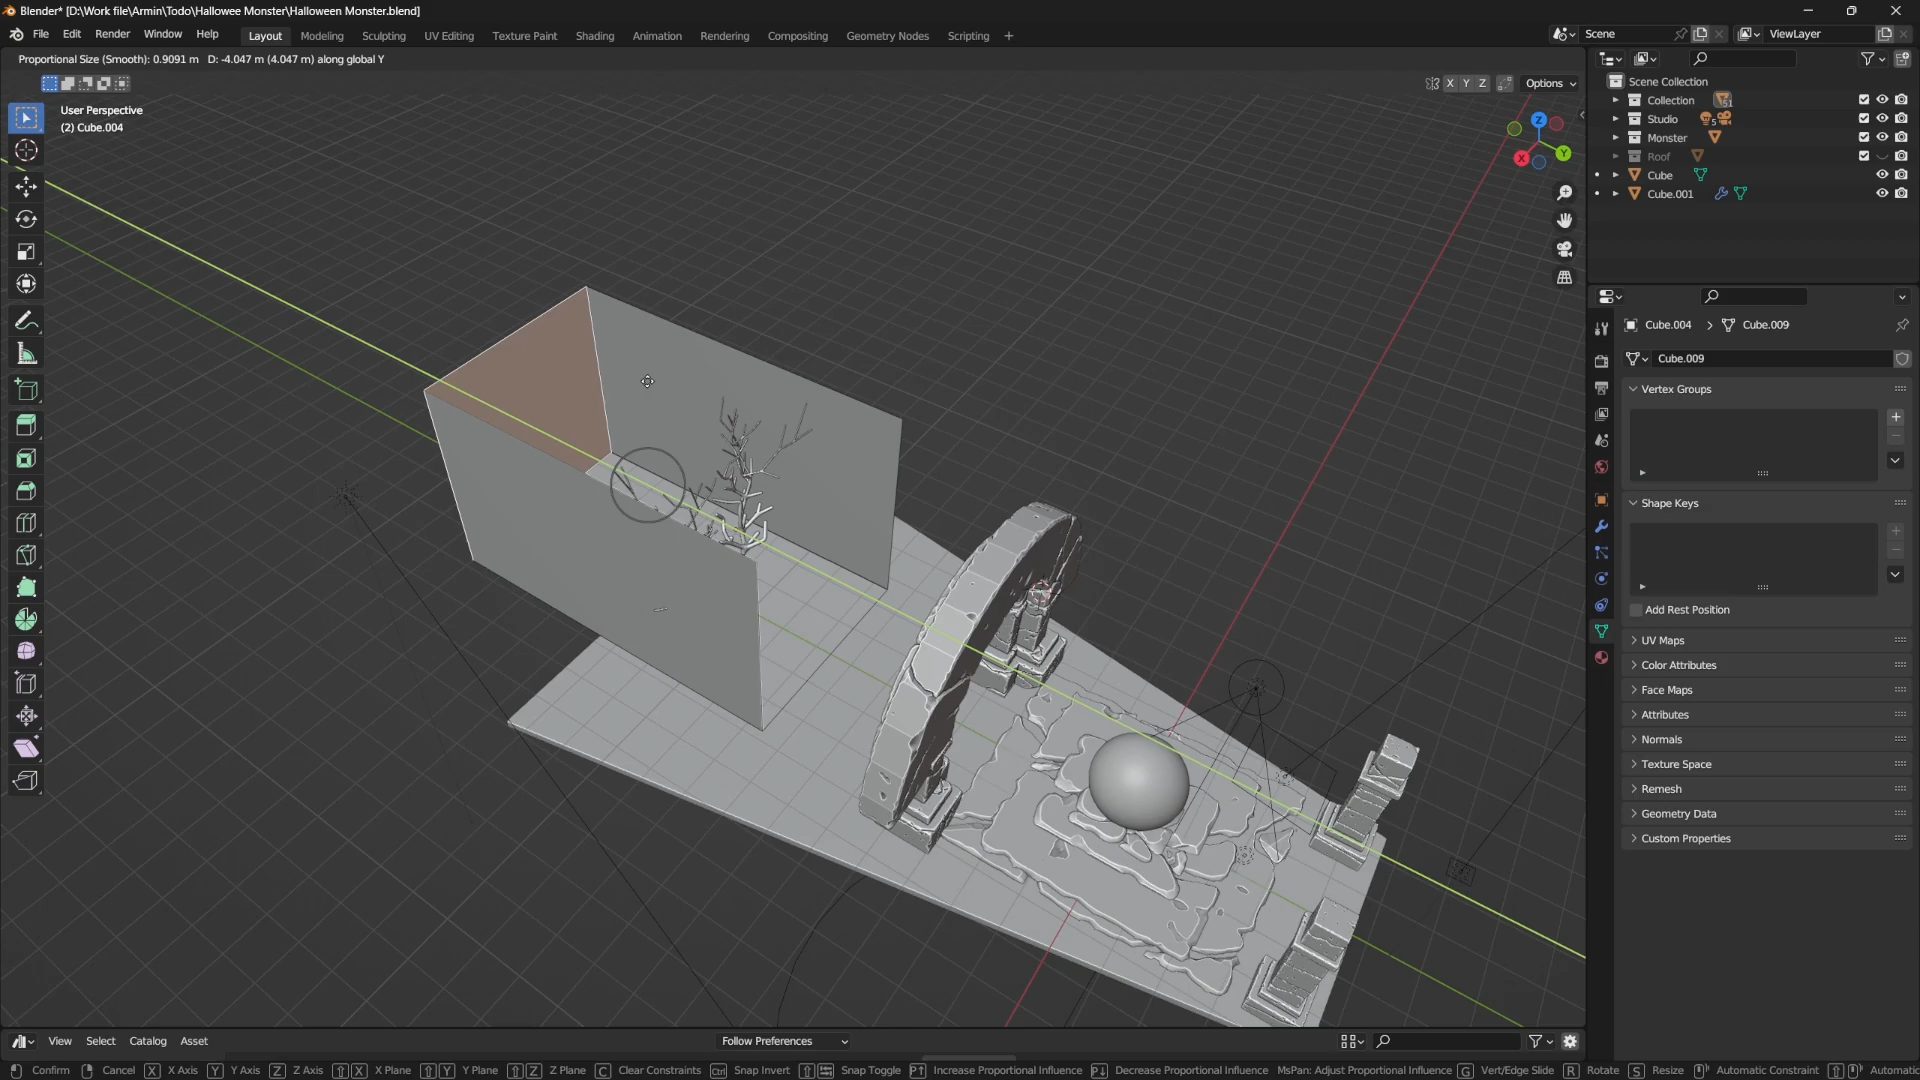 Blender* [D:\Work file\Armin\Todo\Hallowee Monster\Halloween Monster.blend]
File Edit Render Window Help Layout Modeling Sculpting UV Editing Texture Paint Shading Animation Rendering Compositing Geometry Nodes Scripting + Scene ViewLayer
Proportional Size (Smooth): 0.9091 m D: -4.047 m (4.047 m) along global Y
X Y Z Options
User Perspective
(2) Cube.004
Z
Y
X
Scene Collection
Collection 51
Studio 5
Monster
Roof
Cube
Cube.001
Cube.004 > Cube.009
Cube.009
Vertex Groups
Shape Keys
Add Rest Position
UV Maps
Color Attributes
Face Maps
Attributes
Normals
Texture Space
Remesh
Geometry Data
Custom Properties
View Select Catalog Asset Follow Preferences
Confirm Cancel X X Axis Y Y Axis Z Z Axis X X Plane Y Y Plane Z Z Plane C Clear Constraints Ctrl Snap Invert Snap Toggle Increase Proportional Influence Decrease Proportional Influence MsPan: Adjust Proportional Influence G Vert/Edge Slide R Rotate S Resize Automatic Constraint Automatic